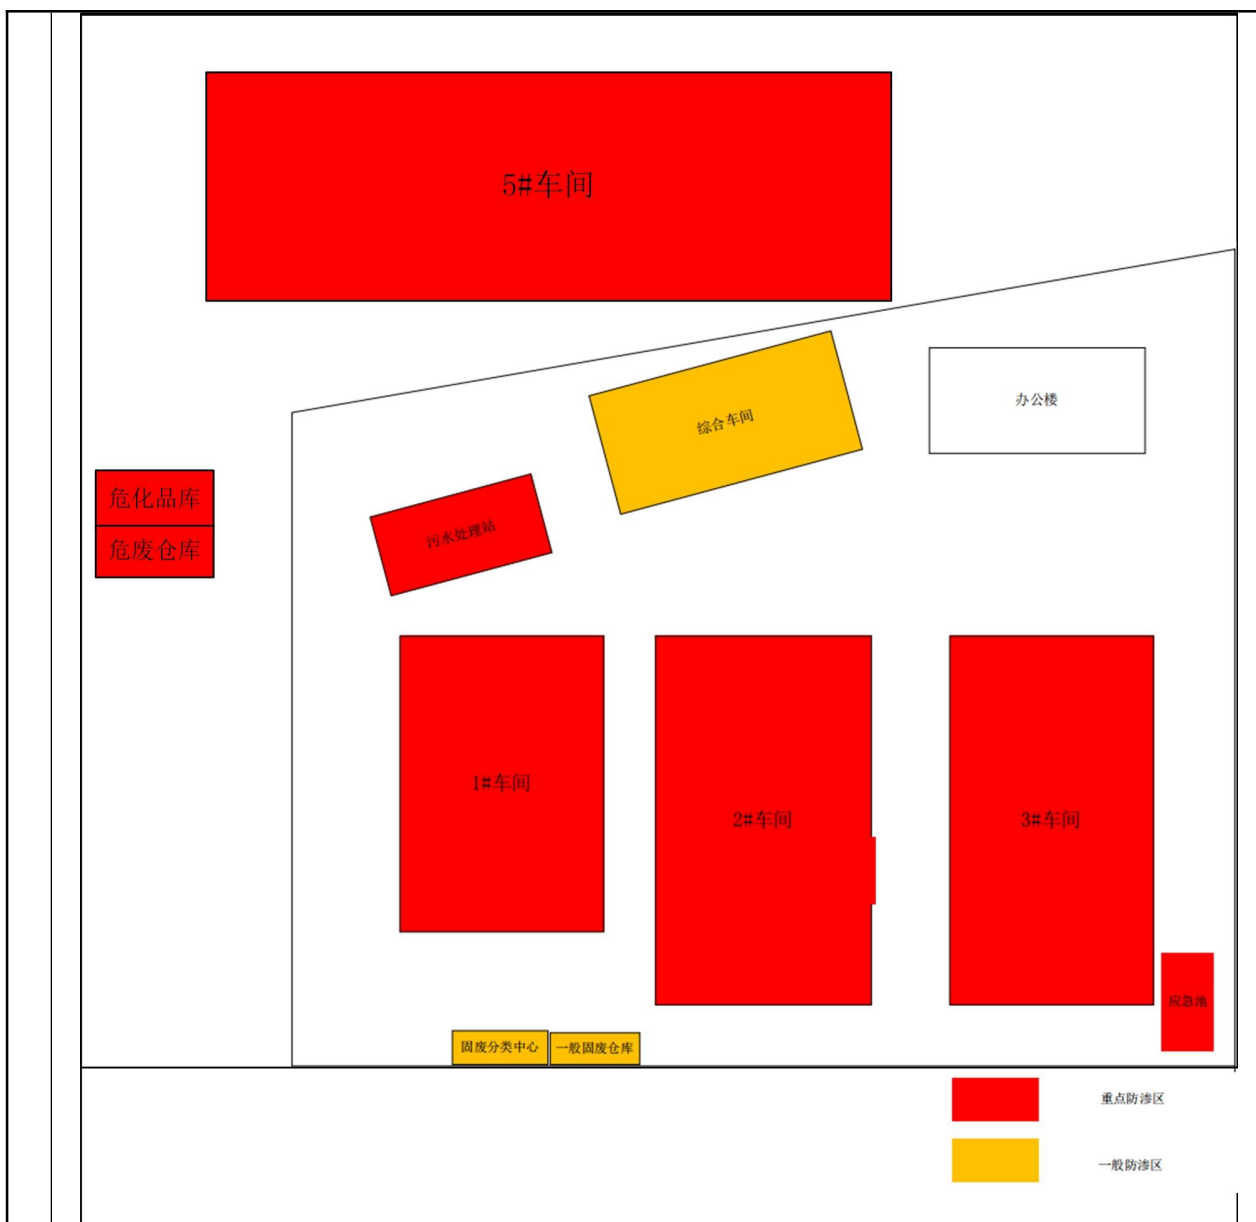 5#车间
办公楼
综合车间
危化品库
危废仓库
污水处理站
1#车间
2#车间
3#车间
应急池
固废分类中心
一般固废仓库
重点防渗区
一般防渗区